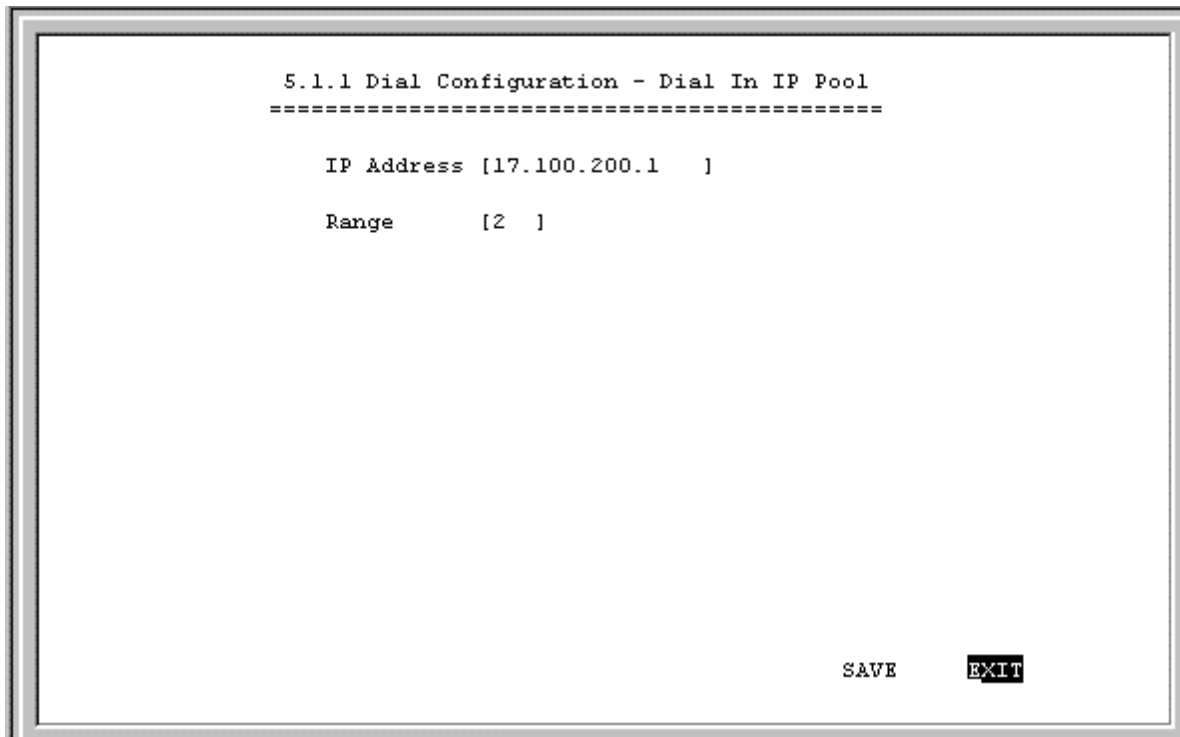 5.1.1 Dial Configuration - Dial In IP Pool
============================================
IP Address [17.100.200.1   ]
Range      [2  ]
SAVE     EXIT